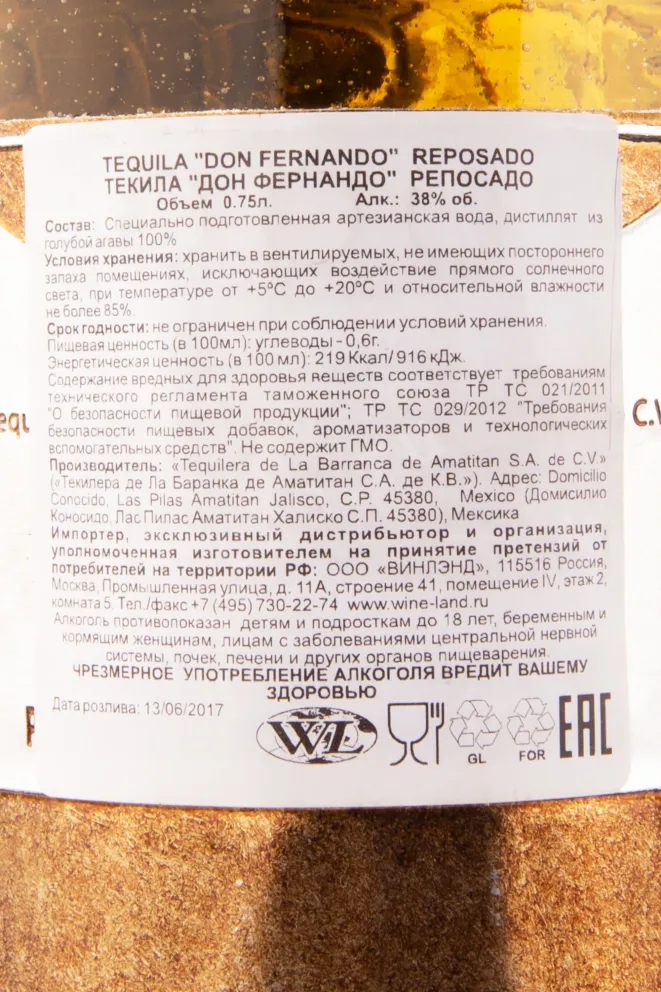 TEQUILA "DON FERNANDO" REPOSADO
ТЕКИЛА "ДОН ФЕРНАНДО" РЕПОСАДО
Объем 0.75л. Алк.: 38% об.
Состав: Специально подготовленная артезианская вода, дистиллят из
голубой агавы 100%
Условия хранения: хранить в вентилируемых, не имеющих постороннего
запаха помещениях, исключающих воздействие прямого солнечного
света, при температуре от +5ºС до +20ºС и относительной влажности
не более 85%.
Срок годности: не ограничен при соблюдении условий хранения.
Пищевая ценность (в 100мл): углеводы - 0,6г.
Энергетическая ценность (в 100 мл): 219 Ккал/ 916 кДж.
Содержание вредных для здоровья веществ соответствует требованиям
технического регламента таможенного союза ТР ТС 021/2011
"О безопасности пищевой продукции"; ТР ТС 029/2012 "Требования
безопасности пищевых добавок, ароматизаторов и технологических
вспомогательных средств". Не содержит ГМО.
Производитель: «Tequilera de La Barranca de Amatitan S.A. de C.V.»
(«Текилера де Ла Баранка де Аматитан С.А. де К.В.»). Адрес: Domicilio
Conocido, Las Pilas Amatitan Jalisco, C.P. 45380, Mexico (Домисилио
Коносидо, Лас Пилас Аматитан Халиско С.П. 45380), Мексика
Импортер, эксклюзивный дистрибьютор и организация,
уполномоченная изготовителем на принятие претензий от
потребителей на территории РФ: ООО «ВИНЛЭНД», 115516 Россия,
Москва, Промышленная улица, д. 11А, строение 41, помещение IV, этаж 2,
комната 5. Тел./факс +7 (495) 730-22-74 www.wine-land.ru
Алкоголь противопоказан детям и подросткам до 18 лет, беременным и
кормящим женщинам, лицам с заболеваниями центральной нервной
системы, почек, печени и других органов пищеварения.
ЧРЕЗМЕРНОЕ УПОТРЕБЛЕНИЕ АЛКОГОЛЯ ВРЕДИТ ВАШЕМУ
ЗДОРОВЬЮ
Дата розлива: 13/06/2017
WL
GL
FOR
EAC